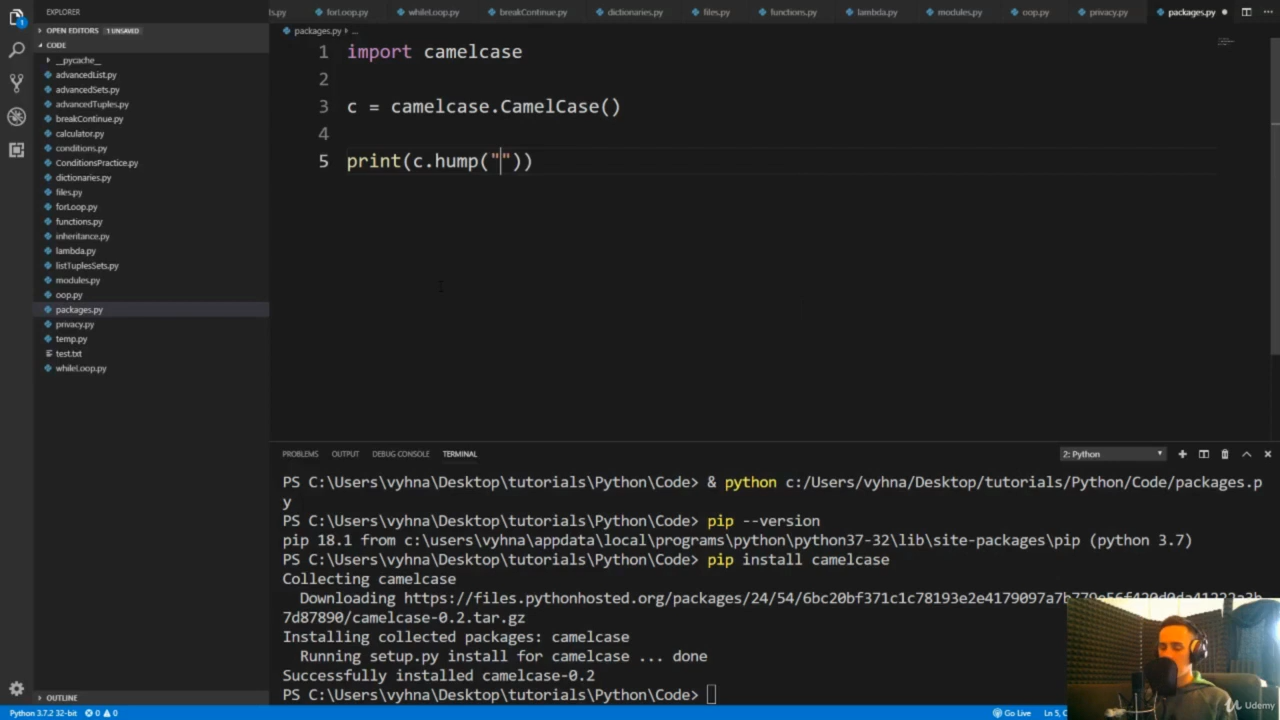 EXPLORER
ts.py forLoop.py whileLoop.py breakContinue.py dictionaries.py files.py functions.py lambda.py modules.py oop.py privacy.py packages.py
OPEN EDITORS 1 UNSAVED
packages.py ...
CODE
__pycache__
advancedList.py
advancedSets.py
advancedTuples.py
breakContinue.py
calculator.py
conditions.py
ConditionsPractice.py
dictionaries.py
files.py
forLoop.py
functions.py
inheritance.py
lambda.py
listTuplesSets.py
modules.py
oop.py
packages.py
privacy.py
temp.py
test.txt
whileLoop.py
1 import camelcase
2
3 c = camelcase.CamelCase()
4
5 print(c.hump(""))
PROBLEMS OUTPUT DEBUG CONSOLE TERMINAL 2: Python
PS C:\Users\vyhna\Desktop\tutorials\Python\Code> & python c:/Users/vyhna/Desktop/tutorials/Python/Code/packages.p
y
PS C:\Users\vyhna\Desktop\tutorials\Python\Code> pip --version
pip 18.1 from c:\users\vyhna\appdata\local\programs\python\python37-32\lib\site-packages\pip (python 3.7)
PS C:\Users\vyhna\Desktop\tutorials\Python\Code> pip install camelcase
Collecting camelcase
Downloading
7d87890/camelcase-0.2.tar.gz
Installing collected packages: camelcase
Running setup.py install for camelcase ... done
Successfully installed camelcase-0.2
PS C:\Users\vyhna\Desktop\tutorials\Python\Code>
OUTLINE
Python 3.7.2 32-bit 0 0 Go Live Ln 5, C
Udemy